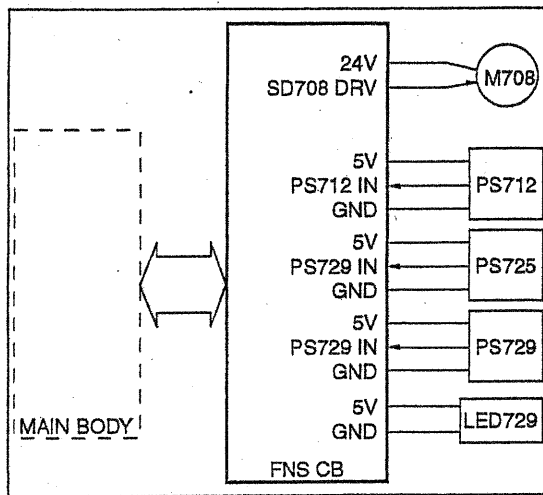 24V
SD708 DRV
M708
5V
PS712 IN
GND
PS712
5V
PS729 IN
GND
PS725
5V
PS729 IN
GND
PS729
5V
GND
LED729
MAIN BODY
FNS CB